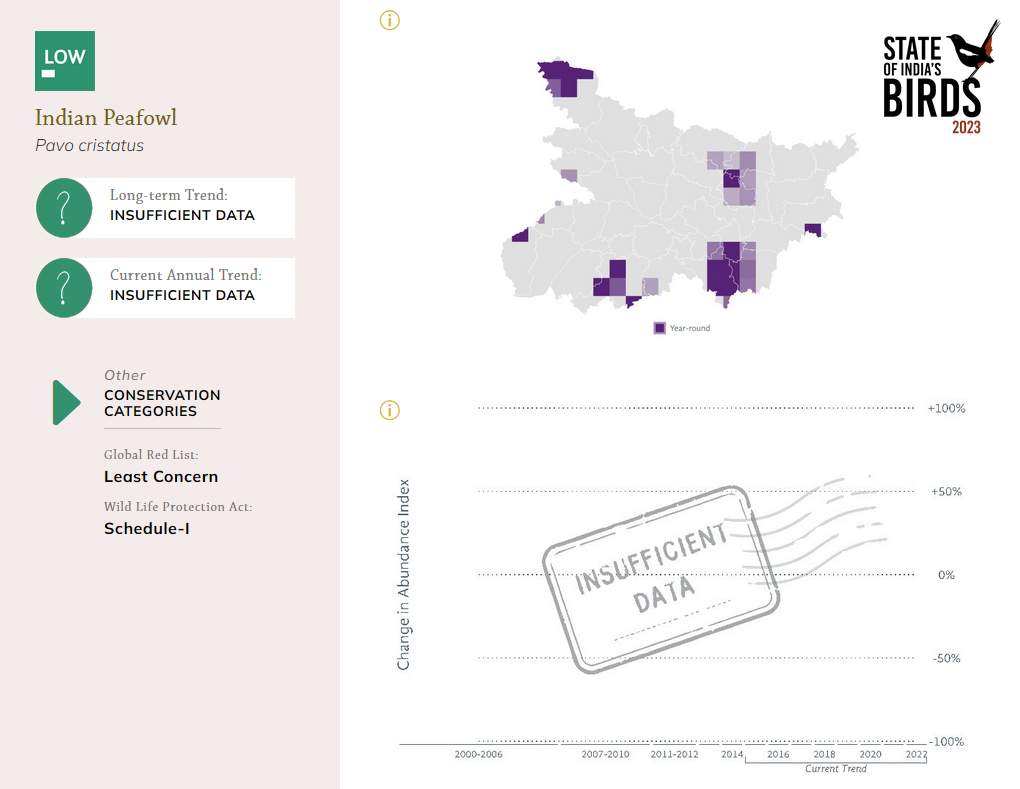 LOW
Indian Peafowl
Pavo cristatus
Long-term Trend:
INSUFFICIENT DATA
Current Annual Trend:
INSUFFICIENT DATA
Other
CONSERVATION
CATEGORIES
Global Red List:
Least Concern
Wild Life Protection Act:
Schedule-I
STATE
OF INDIA'S
BIRDS
2023
Year-round
Change in Abundance Index
+100%
+50%
0%
-50%
-100%
INSUFFICIENT
DATA
2000-2006 2007-2010 2011-2012 2014 2016 2018 2020 2022
Current Trend